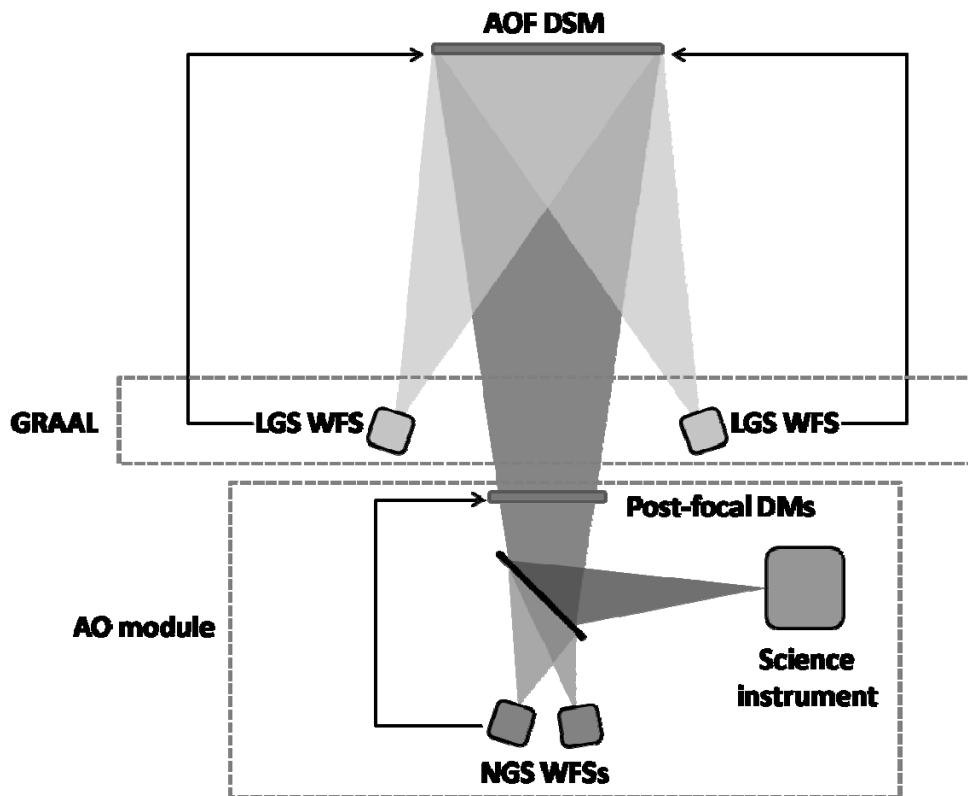 AOF DSM
GRAAL
LGS WFS
LGS WFS
Post-focal DMs
AO module
Science
instrument
NGS WFSs